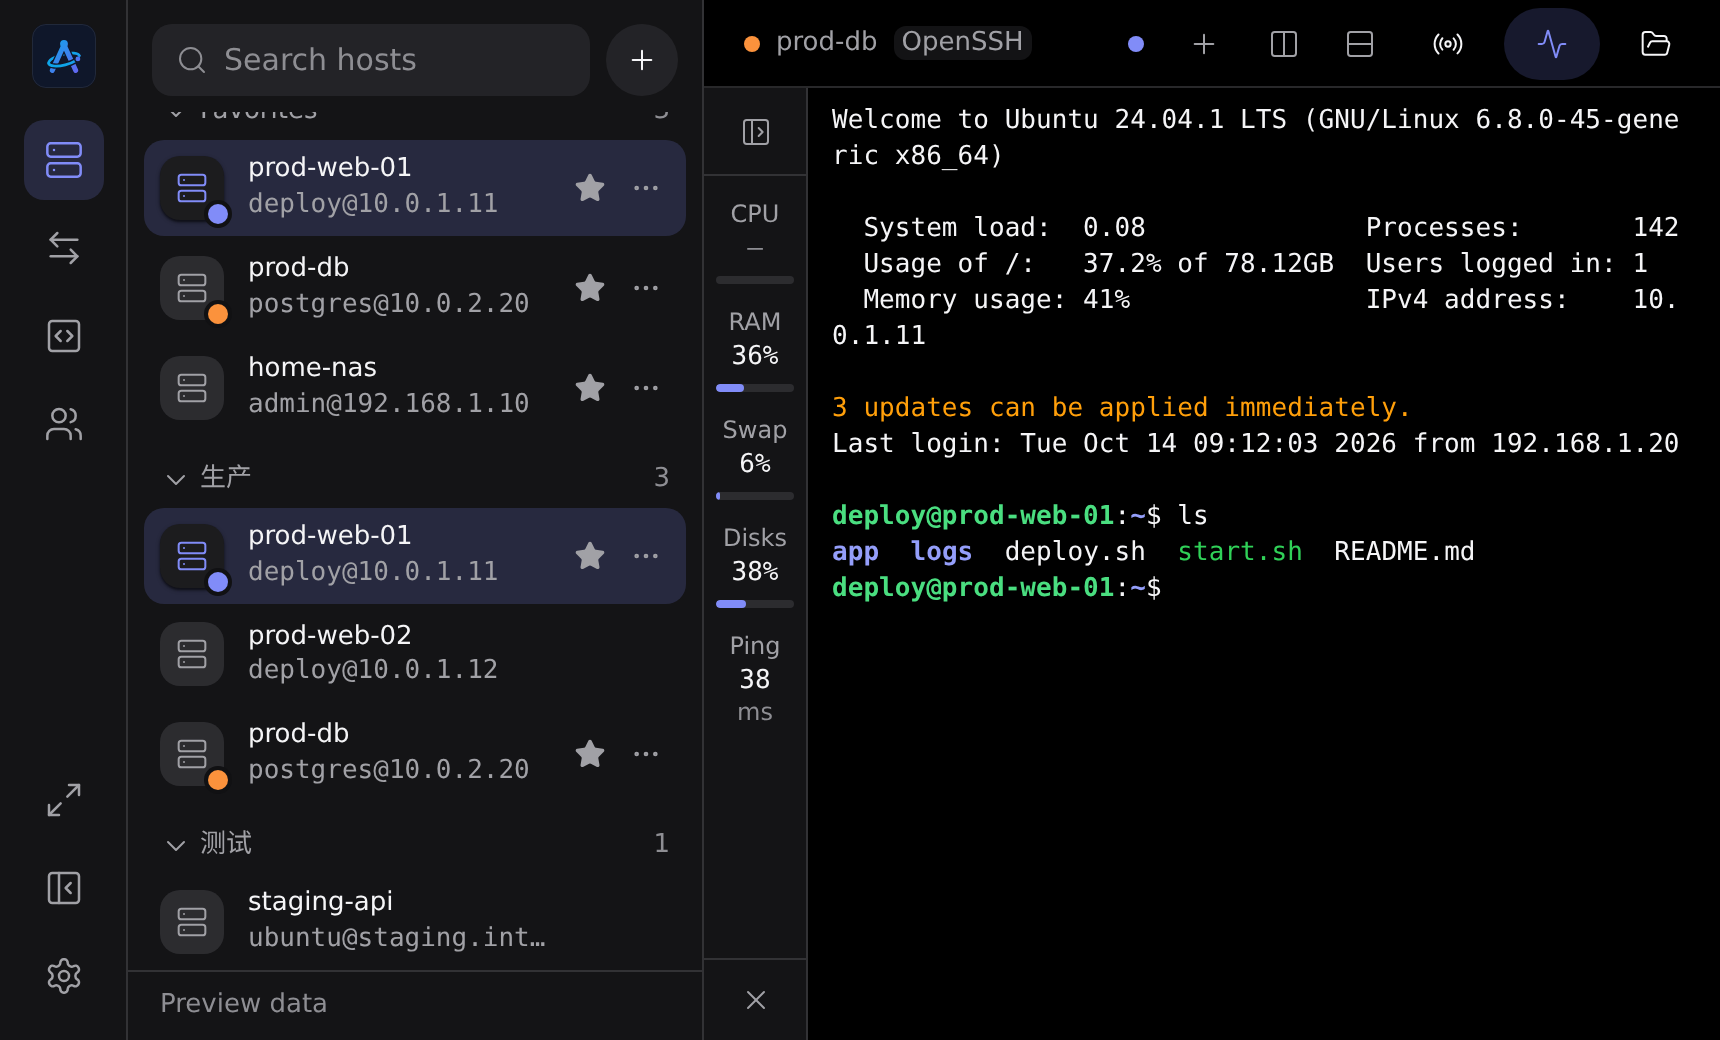 Search hosts
Favorites 3
prod-web-01
deploy@10.0.1.11
prod-db
postgres@10.0.2.20
home-nas
admin@192.168.1.10
生产 3
prod-web-01
deploy@10.0.1.11
prod-web-02
deploy@10.0.1.12
prod-db
postgres@10.0.2.20
测试 1
staging-api
ubuntu@staging.int…
Preview data
prod-db OpenSSH
CPU
—
RAM
36%
Swap
6%
Disks
38%
Ping
38
ms
Welcome to Ubuntu 24.04.1 LTS (GNU/Linux 6.8.0-45-gene
ric x86_64)
System load: 0.08 Processes: 142
Usage of /: 37.2% of 78.12GB Users logged in: 1
Memory usage: 41% IPv4 address: 10.
0.1.11
3 updates can be applied immediately.
Last login: Tue Oct 14 09:12:03 2026 from 192.168.1.20
deploy@prod-web-01:~$ ls
app logs deploy.sh start.sh README.md
deploy@prod-web-01:~$